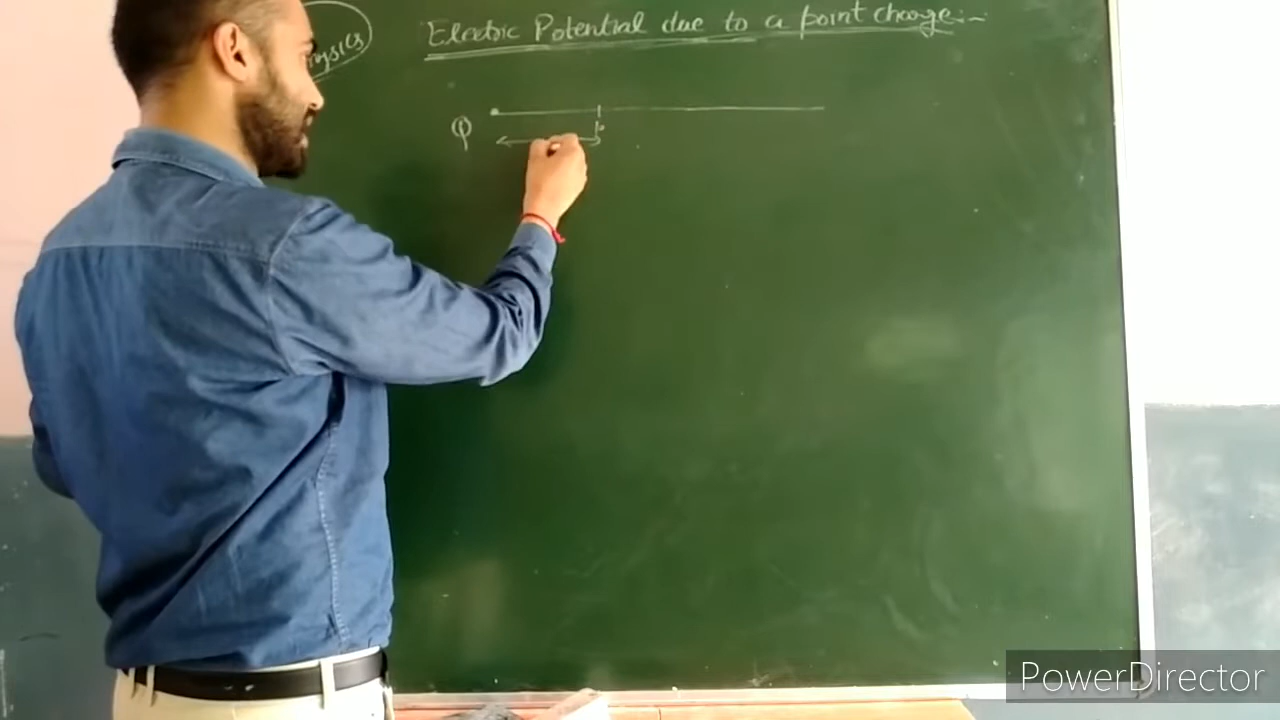 Electric Potential due to a point charge:-
Q
PowerDirector